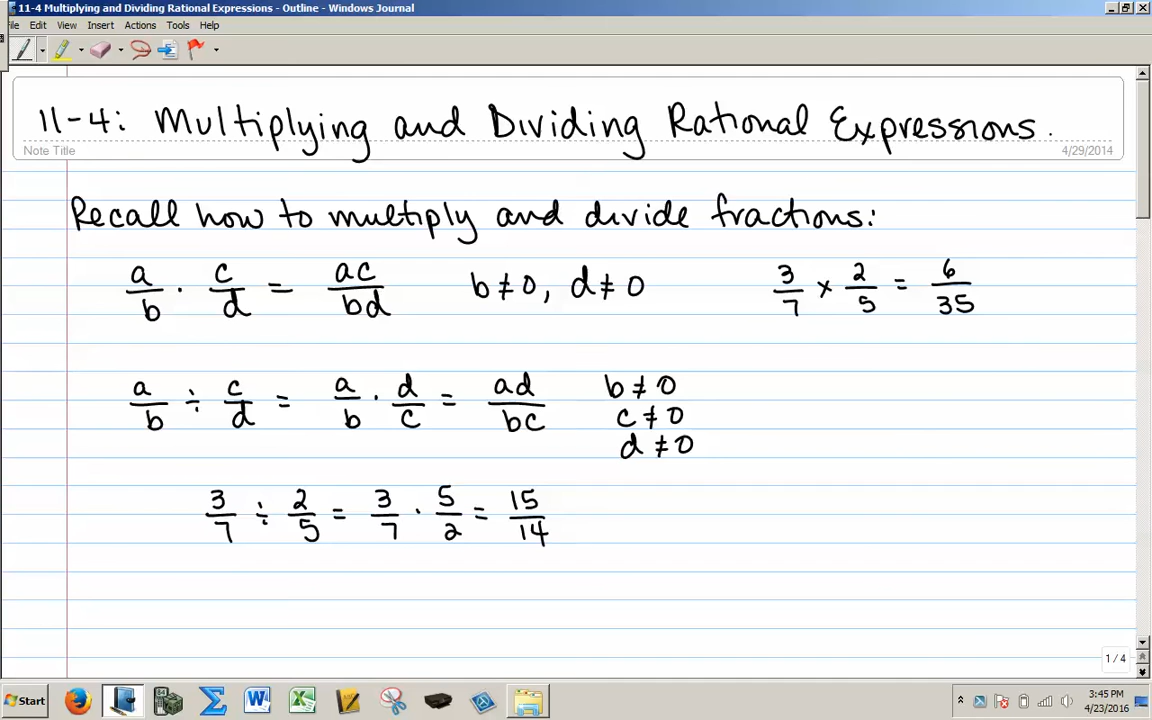 11-4 Multiplying and Dividing Rational Expressions - Outline - Windows Journal
File Edit View Insert Actions Tools Help
11-4: Multiplying and Dividing Rational Expressions.
Note Title 4/29/2014
Recall how to multiply and divide fractions:
a/b · c/d = ac/bd b≠0, d≠0 3/7 × 2/5 = 6/35
a/b ÷ c/d = a/b · d/c = ad/bc b≠0
c≠0
d≠0
3/7 ÷ 2/5 = 3/7 · 5/2 = 15/14
1 / 4
Start 3:45 PM
4/23/2016